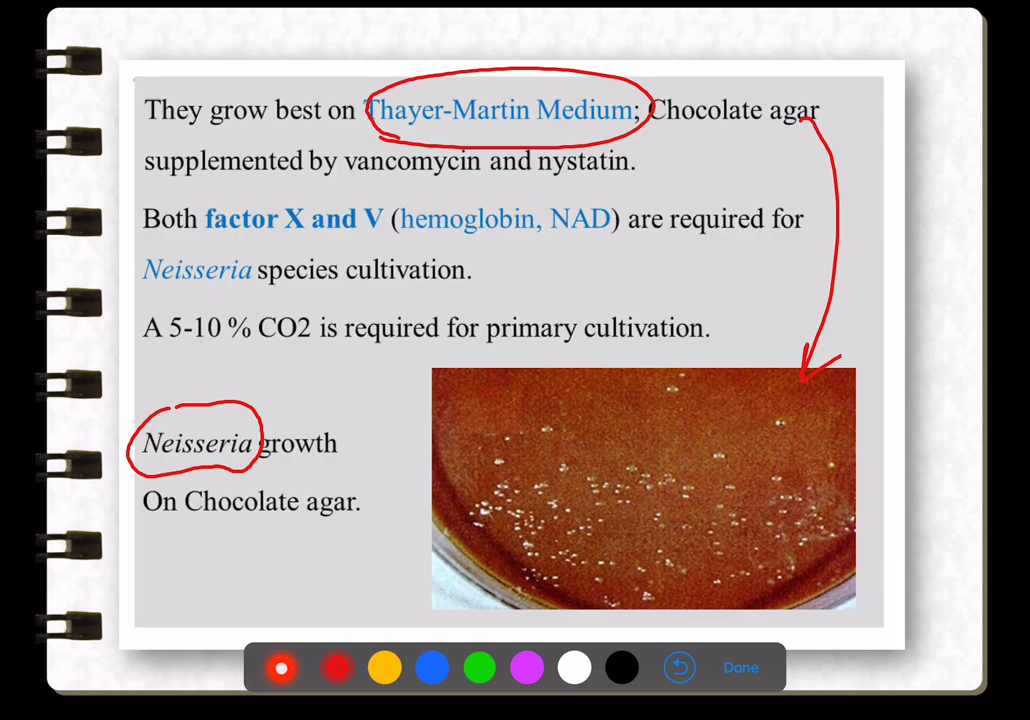 They grow best on Thayer-Martin Medium; Chocolate agar
supplemented by vancomycin and nystatin.
Both factor X and V (hemoglobin, NAD) are required for
Neisseria species cultivation.
A 5-10 % CO2 is required for primary cultivation.
Neisseria growth
On Chocolate agar.
Done